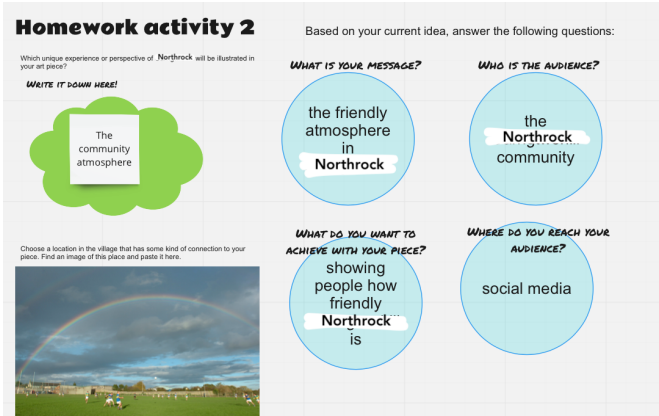 Homework activity 2
Which unique experience or perspective of Northrock will be illustrated in
your art piece?
WRITE IT DOWN HERE!
The
community
atmosphere
Choose a location in the village that has some kind of connection to your
piece. Find an image of this place and paste it here.
Based on your current idea, answer the following questions:
WHAT IS YOUR MESSAGE?
the friendly
atmosphere
in
Northrock
WHO IS THE AUDIENCE?
the
Northrock
community
WHAT DO YOU WANT TO
ACHIEVE WITH YOUR PIECE?
showing
people how
friendly
Northrock
is
WHERE DO YOU REACH YOUR
AUDIENCE?
social media